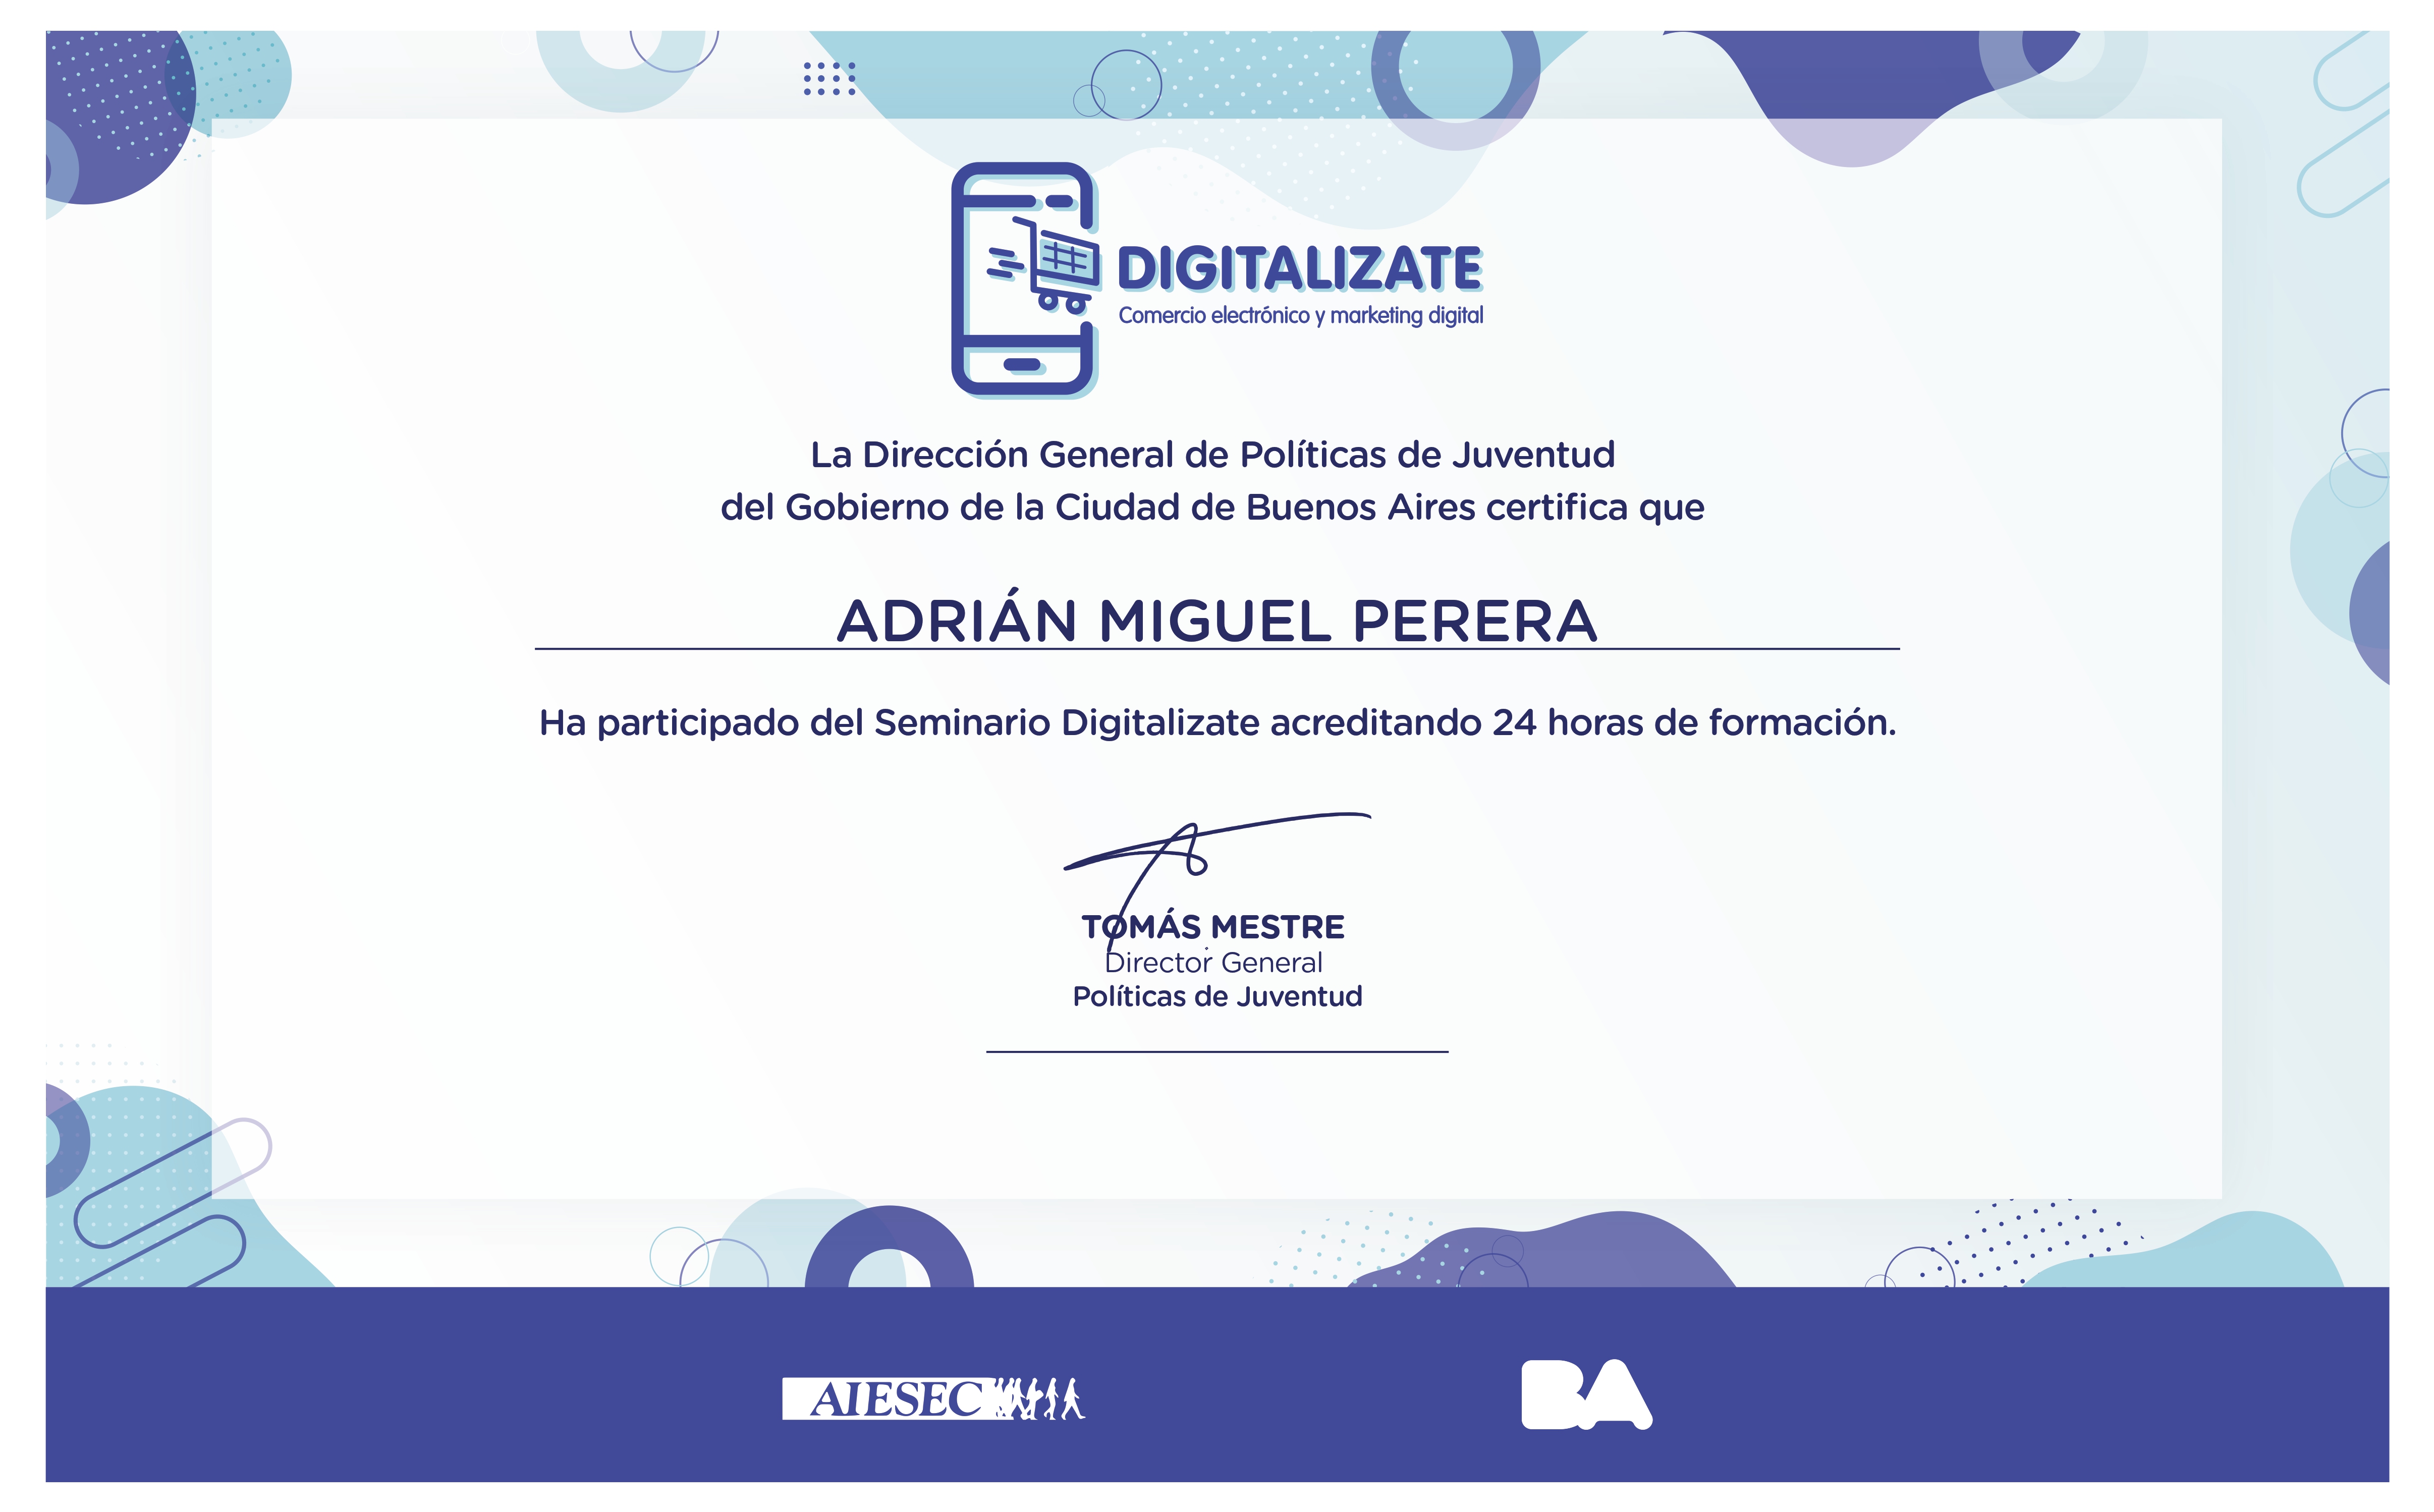 DIGITALIZATE
Comercio electrónico y marketing digital
La Dirección General de Políticas de Juventud
del Gobierno de la Ciudad de Buenos Aires certifica que
ADRIÁN MIGUEL PERERA
Ha participado del Seminario Digitalizate acreditando 24 horas de formación.
TOMÁS MESTRE
Director General
Políticas de Juventud
AIESEC
BA